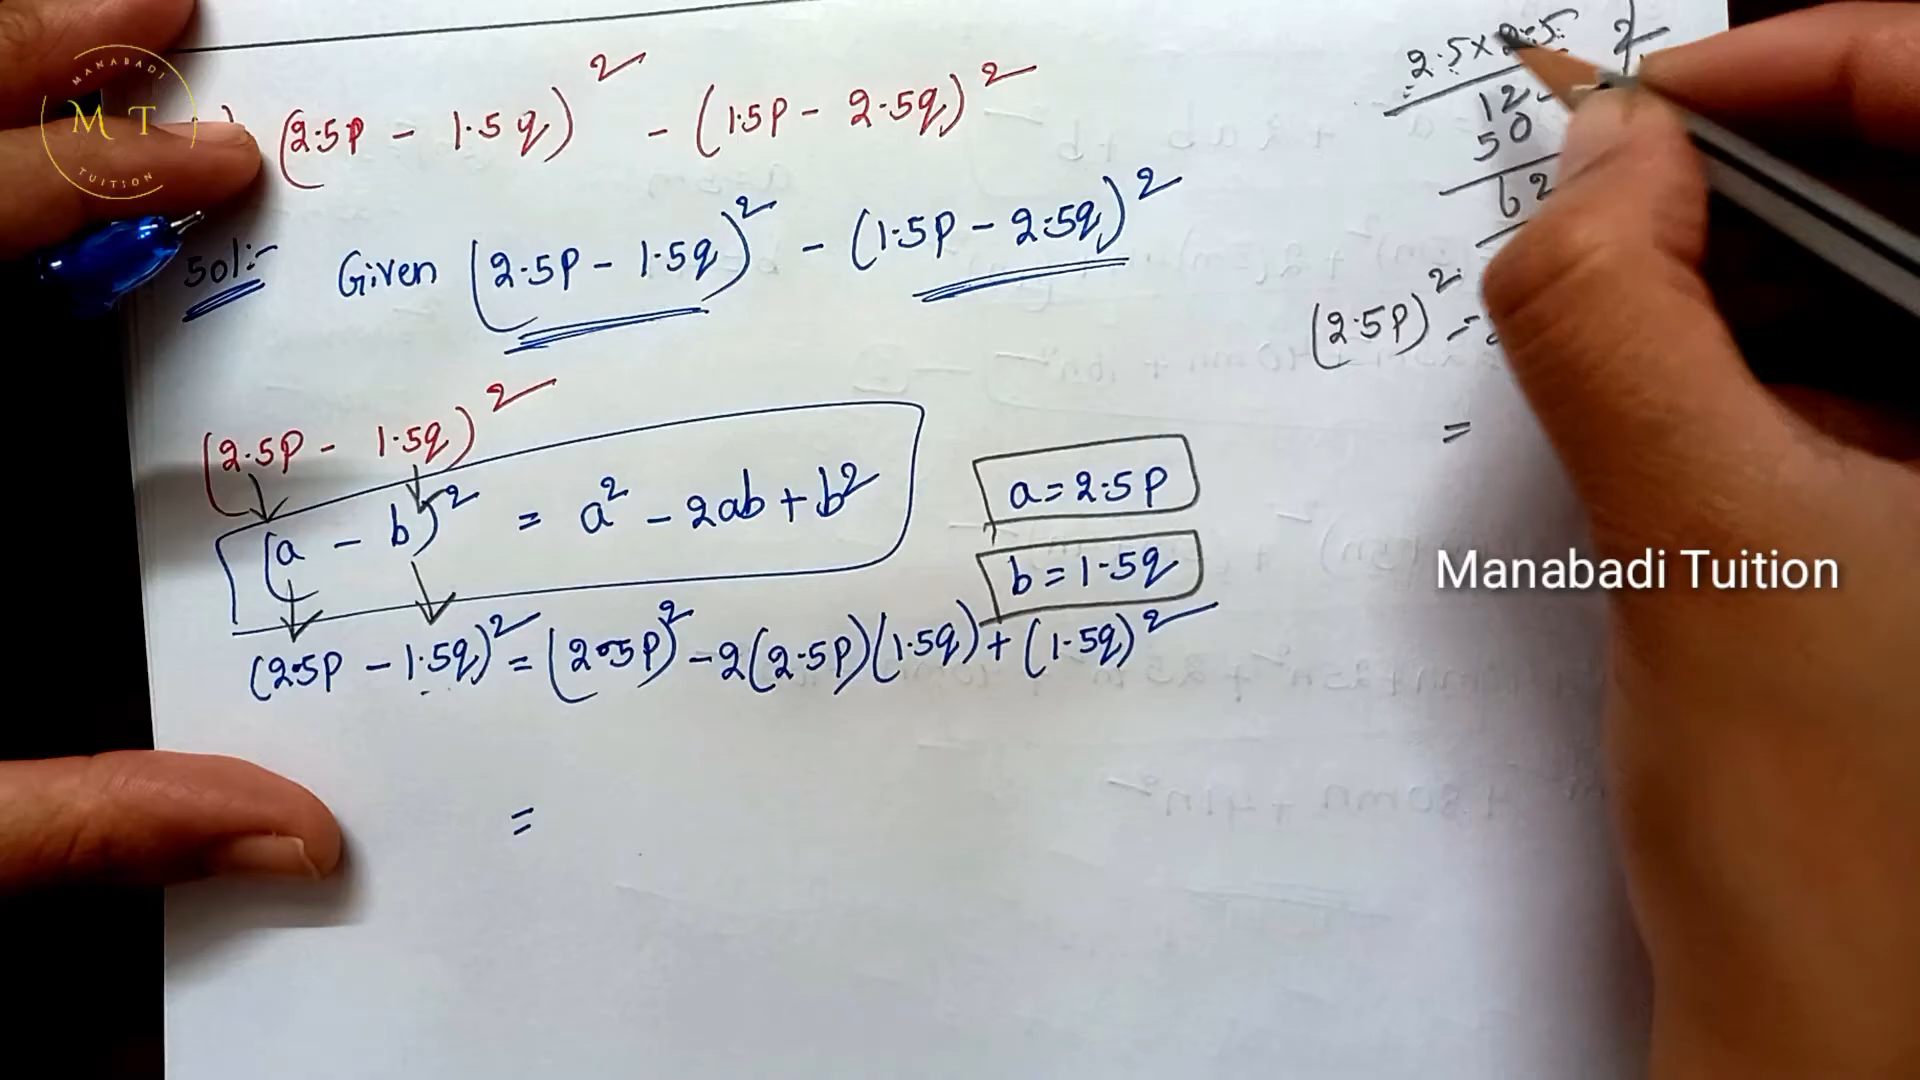 MANABADI
M T
TUITION
(2.5p - 1.5q)² - (1.5p - 2.5q)²
Sol:- Given (2.5p - 1.5q)² - (1.5p - 2.5q)²
(2.5p - 1.5q)²
(a - b)² = a² - 2ab + b²
a = 2.5p
b = 1.5q
(2.5p - 1.5q)² = (2.5p)² - 2(2.5p)(1.5q) + (1.5q)²
=
2.5 × 2.5
12
50
62
(2.5p)² =
=
Manabadi Tuition